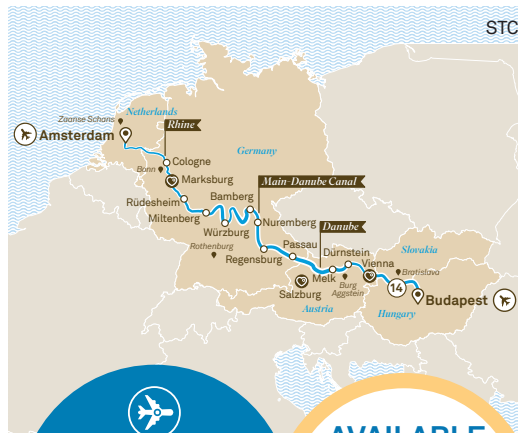 STC
Zaanse Schans
Netherlands
Amsterdam
Rhine
Cologne
Germany
Bonn
Marksburg
Main-Danube Canal
Rüdesheim
Bamberg
Miltenberg
Nuremberg
Würzburg
Danube
Rothenburg
Passau
Regensburg
Dürnstein
Slovakia
Vienna
Melk
Bratislava
Burg
Aggstein
14
Salzburg
Budapest
Austria
Hungary
AVAILABLE